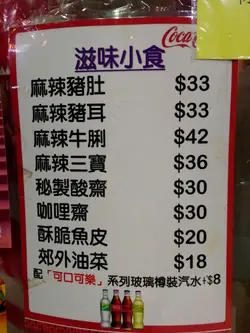 Coca
滋味小食
麻辣豬肚 $33
麻辣豬耳 $33
麻辣牛脷 $42
麻辣三寶 $36
秘製酸齋 $30
咖喱齋 $30
酥脆魚皮 $20
郊外油菜 $18
配「可口可樂」系列玻璃樽裝汽水+$8